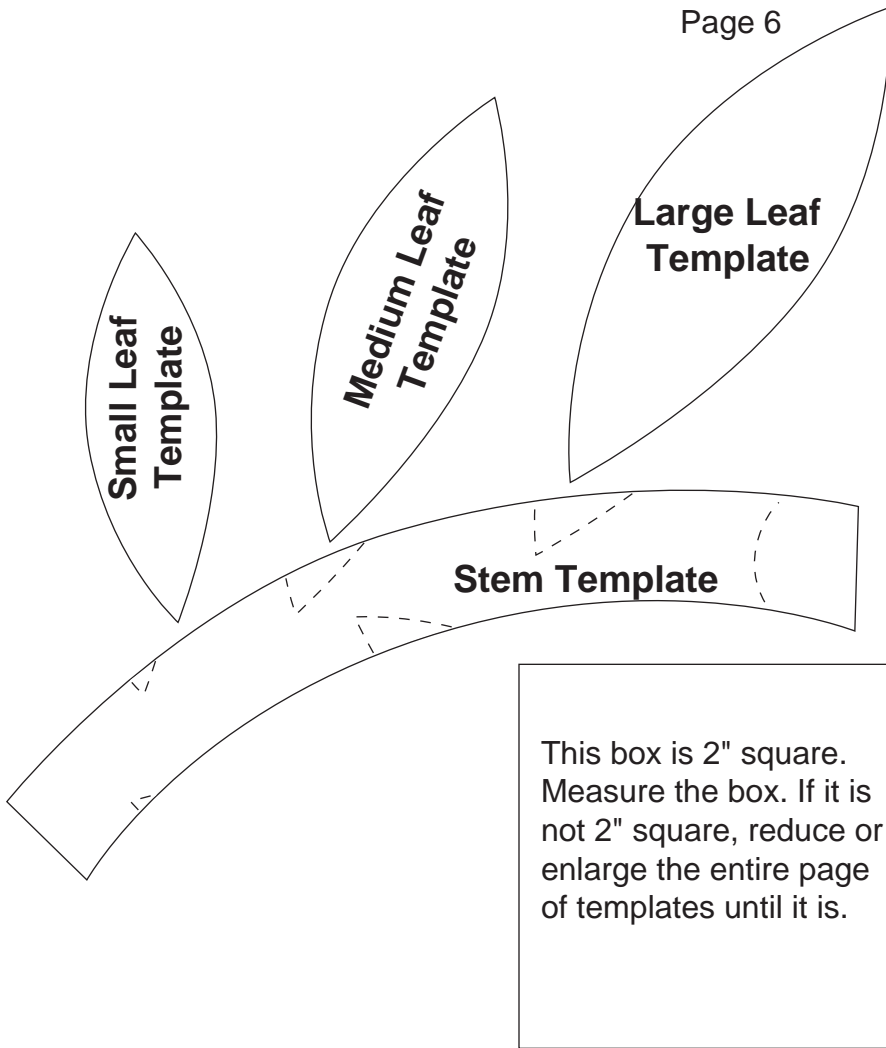 Page 6
Large Leaf
Template
Medium Leaf
Template
Small Leaf
Template
Stem Template
This box is 2" square.
Measure the box. If it is
not 2" square, reduce or
enlarge the entire page
of templates until it is.